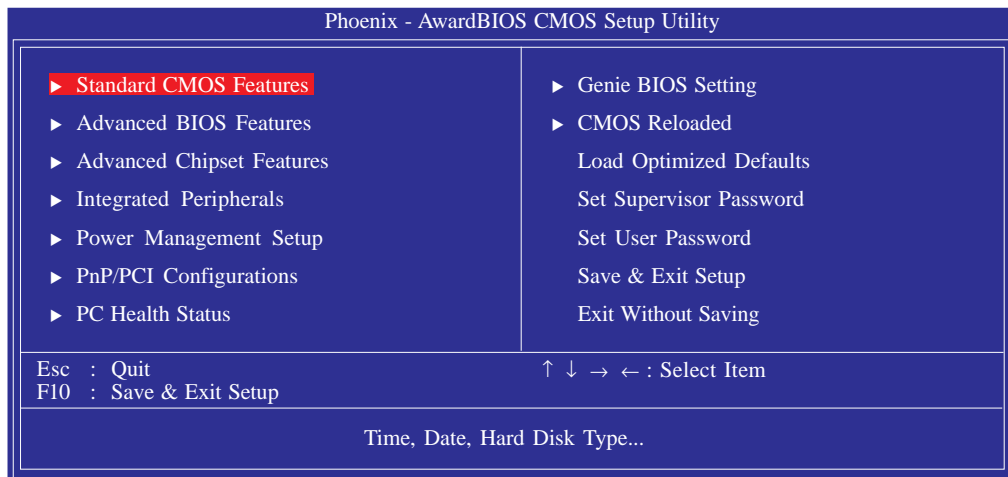 Phoenix - AwardBIOS CMOS Setup Utility
▶ Standard CMOS Features
▶ Advanced BIOS Features
▶ Advanced Chipset Features
▶ Integrated Peripherals
▶ Power Management Setup
▶ PnP/PCI Configurations
▶ PC Health Status
▶ Genie BIOS Setting
▶ CMOS Reloaded
Load Optimized Defaults
Set Supervisor Password
Set User Password
Save & Exit Setup
Exit Without Saving
Esc : Quit
F10 : Save & Exit Setup
↑ ↓ → ← : Select Item
Time, Date, Hard Disk Type...